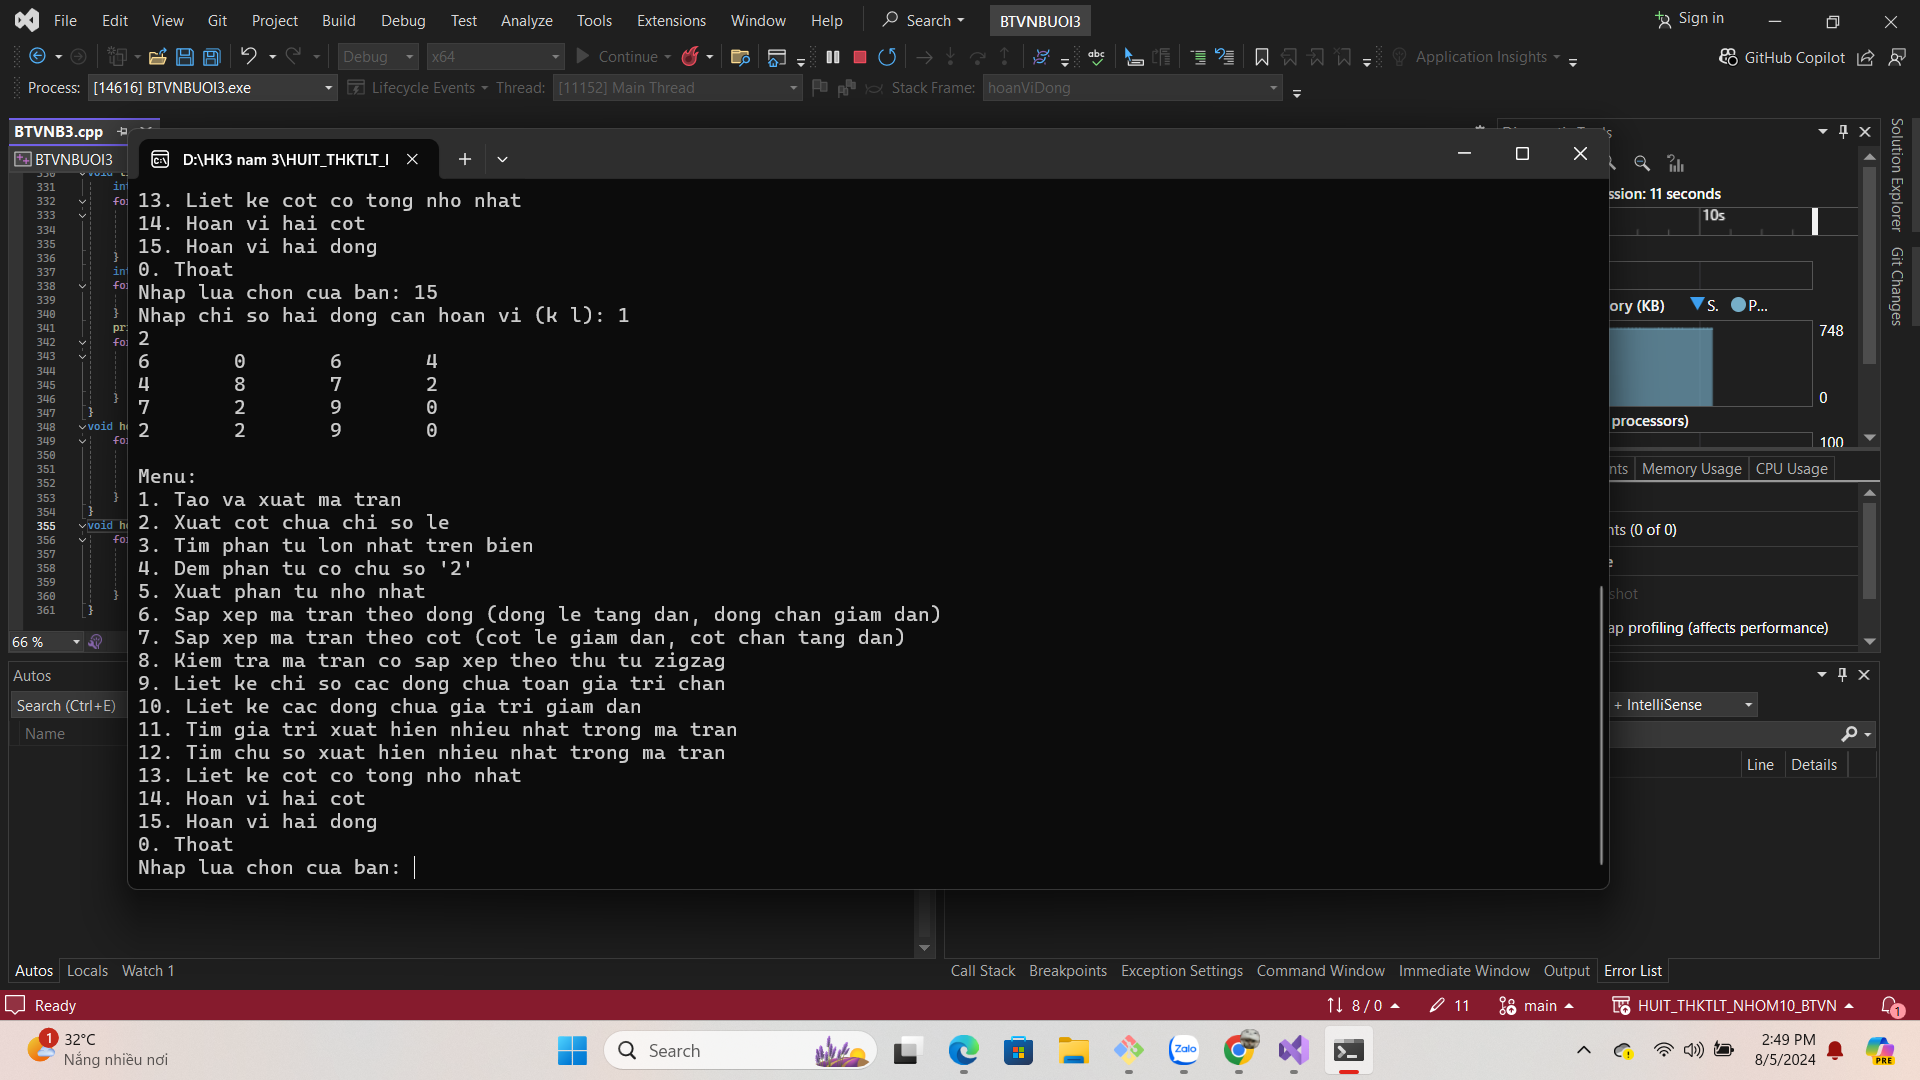 File Edit View Git Project Build Debug Test Analyze Tools Extensions Window Help Search BTVNBUOI3 Sign in
Debug x64 Continue Application Insights GitHub Copilot
Process: [14616] BTVNBUOI3.exe Lifecycle Events Thread: [11152] Main Thread Stack Frame: hoanViDong
BTVNB3.cpp
BTVNBUOI3
331 int
332 for
333
334
335
336 }
337 int
338 for
339
340 }
341
342 for
343
344
345
346 }
347 }
348 void
349 for
350
351
352
353 }
354 }
355 void
356 for
357
358
359
360 }
361 }
66 %
D:\HK3 nam 3\HUIT_THKTLT_
13. Liet ke cot co tong nho nhat
14. Hoan vi hai cot
15. Hoan vi hai dong
0. Thoat
Nhap lua chon cua ban: 15
Nhap chi so hai dong can hoan vi (k l): 1
2
6 0 6 4
4 8 7 2
7 2 9 0
2 2 9 0
Menu:
1. Tao va xuat ma tran
2. Xuat cot chua chi so le
3. Tim phan tu lon nhat tren bien
4. Dem phan tu co chu so '2'
5. Xuat phan tu nho nhat
6. Sap xep ma tran theo dong (dong le tang dan, dong chan giam dan)
7. Sap xep ma tran theo cot (cot le giam dan, cot chan tang dan)
8. Kiem tra ma tran co sap xep theo thu tu zigzag
9. Liet ke chi so cac dong chua toan gia tri chan
10. Liet ke cac dong chua gia tri giam dan
11. Tim gia tri xuat hien nhieu nhat trong ma tran
12. Tim chu so xuat hien nhieu nhat trong ma tran
13. Liet ke cot co tong nho nhat
14. Hoan vi hai cot
15. Hoan vi hai dong
0. Thoat
Nhap lua chon cua ban:
ssion: 11 seconds
10s
ory (KB) S. P...
748
0
processors)
100
nts Memory Usage CPU Usage
nts (0 of 0)
shot
ap profiling (affects performance)
Solution Explorer
Git Changes
Autos
Search (Ctrl+E)
Name
+ IntelliSense
Line Details
Autos Locals Watch 1
Call Stack Breakpoints Exception Settings Command Window Immediate Window Output Error List
Ready 8 / 0 11 main HUIT_THKTLT_NHOM10_BTVN 1
1 32°C
Nắng nhiều nơi
Search
Zalo
PRE
2:49 PM
8/5/2024